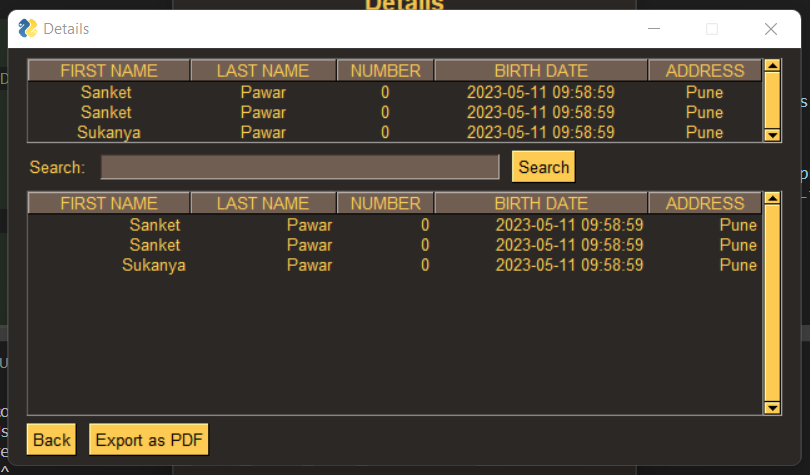 Details
Details
FIRST NAME LAST NAME NUMBER BIRTH DATE ADDRESS
Sanket Pawar 0 2023-05-11 09:58:59 Pune
Sanket Pawar 0 2023-05-11 09:58:59 Pune
Sukanya Pawar 0 2023-05-11 09:58:59 Pune
Search: Search
FIRST NAME LAST NAME NUMBER BIRTH DATE ADDRESS
Sanket Pawar 0 2023-05-11 09:58:59 Pune
Sanket Pawar 0 2023-05-11 09:58:59 Pune
Sukanya Pawar 0 2023-05-11 09:58:59 Pune
Back Export as PDF